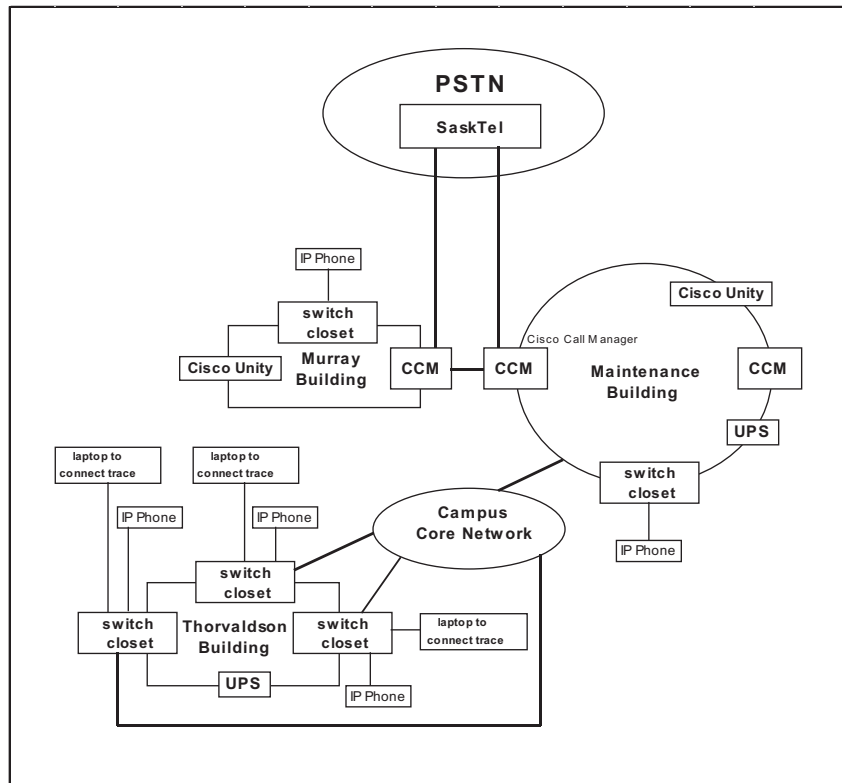 PSTN
SaskTel
IP Phone
switch
closet
Cisco Unity
Murray
Building
CCM
CCM
Cisco Call Manager
Cisco Unity
Maintenance
Building
CCM
UPS
switch
closet
IP Phone
laptop to
connect trace
laptop to
connect trace
IP Phone
IP Phone
Campus
Core Network
switch
closet
switch
closet
Thorvaldson
Building
switch
closet
laptop to
connect trace
UPS
IP Phone